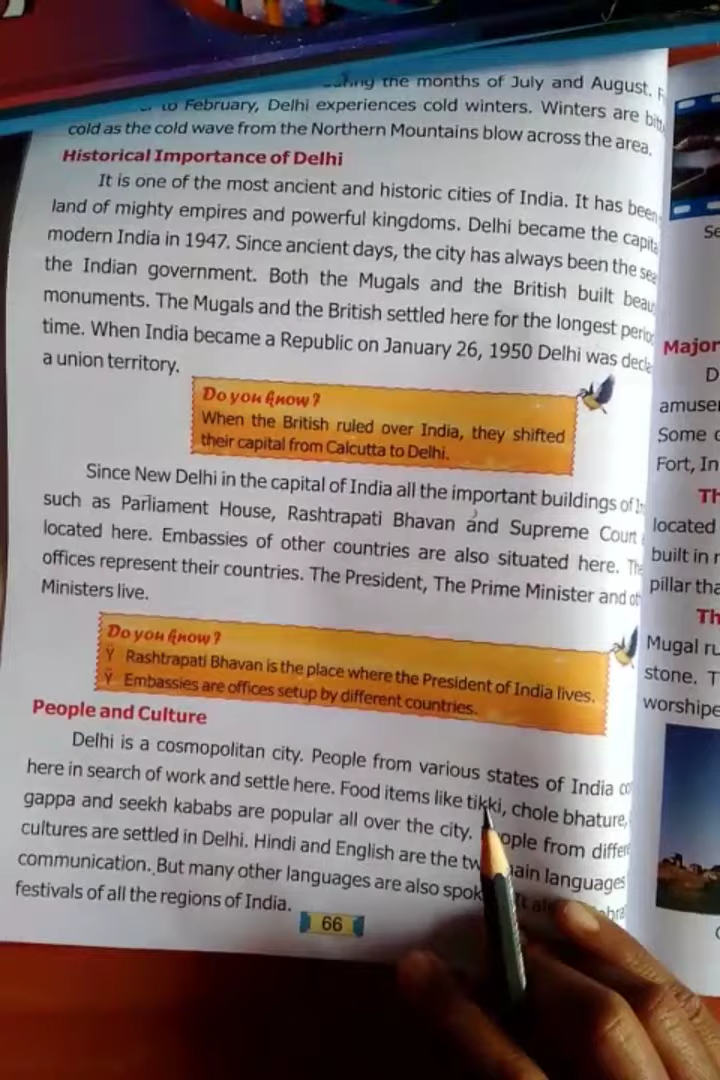 the months of July and August.
to February, Delhi experiences cold winters. Winters are
cold as the cold wave from the Northern Mountains blow across the area.
Historical Importance of Delhi
It is one of the most ancient and historic cities of India. It has been
land of mighty empires and powerful kingdoms. Delhi became the
modern India in 1947. Since ancient days, the city has always been the
the Indian government. Both the Mugals and the British built
monuments. The Mugals and the British settled here for the longest
time. When India became a Republic on January 26, 1950 Delhi was
a union territory.
Do you know?
When the British ruled over India, they shifted
their capital from Calcutta to Delhi.
Since New Delhi in the capital of India all the important buildings of
such as Parliament House, Rashtrapati Bhavan and Supreme Court
located here. Embassies of other countries are also situated here.
offices represent their countries. The President, The Prime Minister and
Ministers live.
Do you know?
Ÿ Rashtrapati Bhavan is the place where the President of India lives.
Ÿ Embassies are offices setup by different countries.
People and Culture
Delhi is a cosmopolitan city. People from various states of India
here in search of work and settle here. Food items like tikki, chole bhature,
gappa and seekh kababs are popular all over the city. from
cultures are settled in Delhi. Hindi and English are the languages
communication. But many other languages are also
festivals of all the regions of India.
66
Major
Some
Fort,
located
built in
pillar
Mugal
stone.